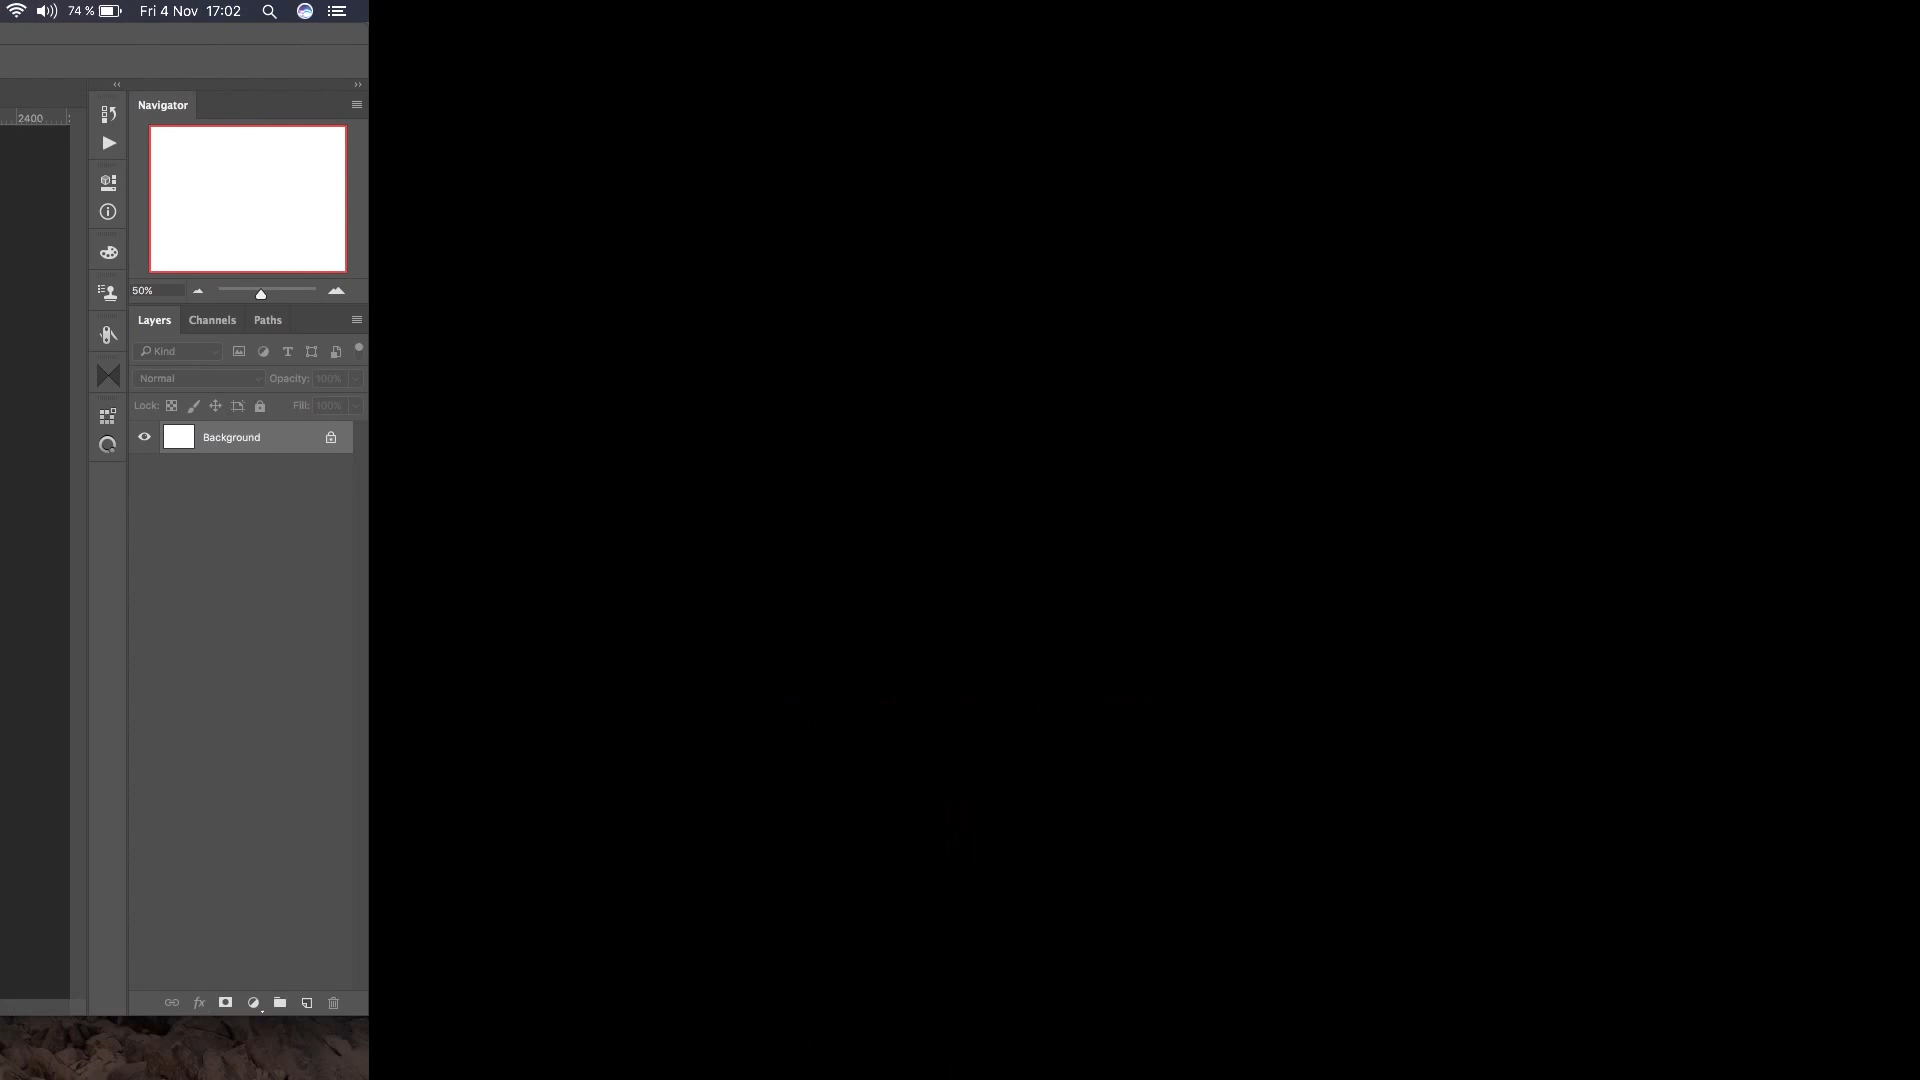 74 % Fri 4 Nov 17:02
2400
Navigator
50%
Layers Channels Paths
Kind
Normal Opacity: 100%
Lock: Fill: 100%
Background
fx